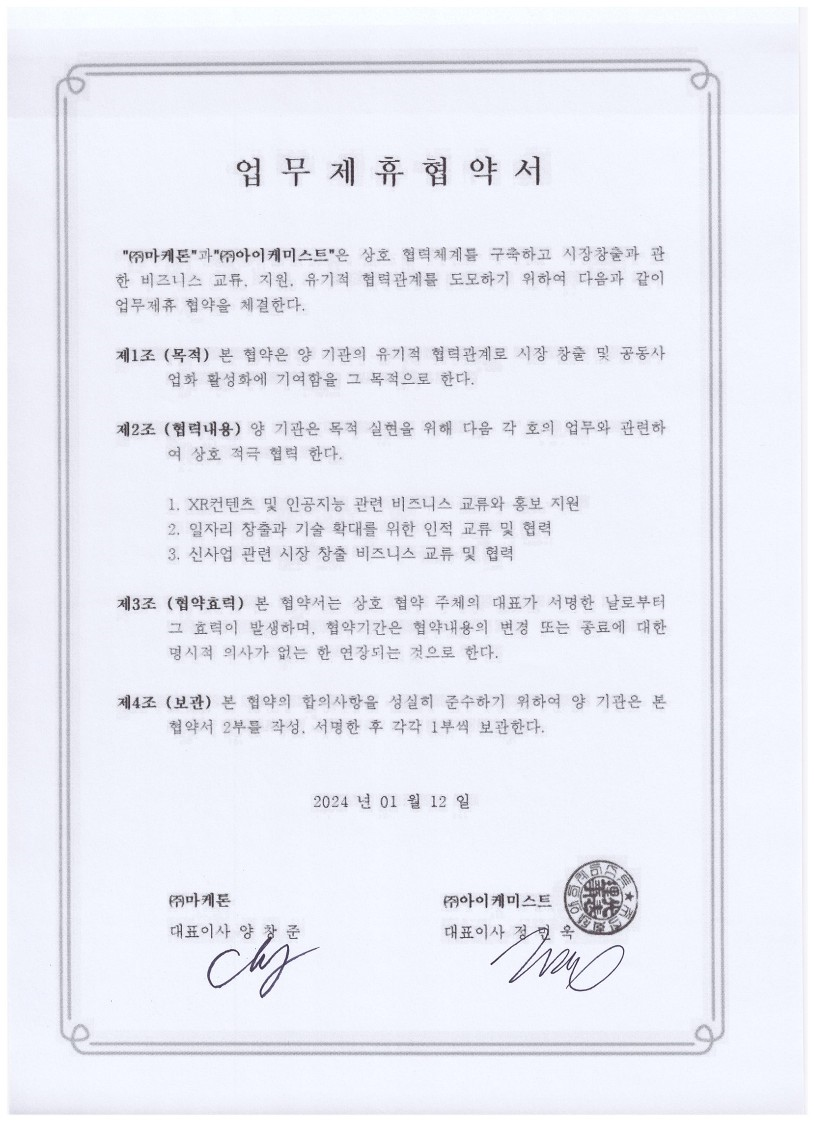 업무제휴협약서
"㈜마케톤"과"㈜아이케미스트"은 상호 협력체계를 구축하고 시장창출과 관
한 비즈니스 교류, 지원, 유기적 협력관계를 도모하기 위하여 다음과 같이
업무제휴 협약을 체결한다.
제1조 (목적) 본 협약은 양 기관의 유기적 협력관계로 시장 창출 및 공동사
업화 활성화에 기여함을 그 목적으로 한다.
제2조 (협력내용) 양 기관은 목적 실현을 위해 다음 각 호의 업무와 관련하
여 상호 적극 협력 한다.
1. XR컨텐츠 및 인공지능 관련 비즈니스 교류와 홍보 지원
2. 일자리 창출과 기술 확대를 위한 인적 교류 및 협력
3. 신사업 관련 시장 창출 비즈니스 교류 및 협력
제3조 (협약효력) 본 협약서는 상호 협약 주체의 대표가 서명한 날로부터
그 효력이 발생하며, 협약기간은 협약내용의 변경 또는 종료에 대한
명시적 의사가 없는 한 연장되는 것으로 한다.
제4조 (보관) 본 협약의 합의사항을 성실히 준수하기 위하여 양 기관은 본
협약서 2부를 작성, 서명한 후 각각 1부씩 보관한다.
2024 년 01 월 12 일
㈜마케톤
대표이사 양 창 준
㈜아이케미스트
대표이사 정 민 욱